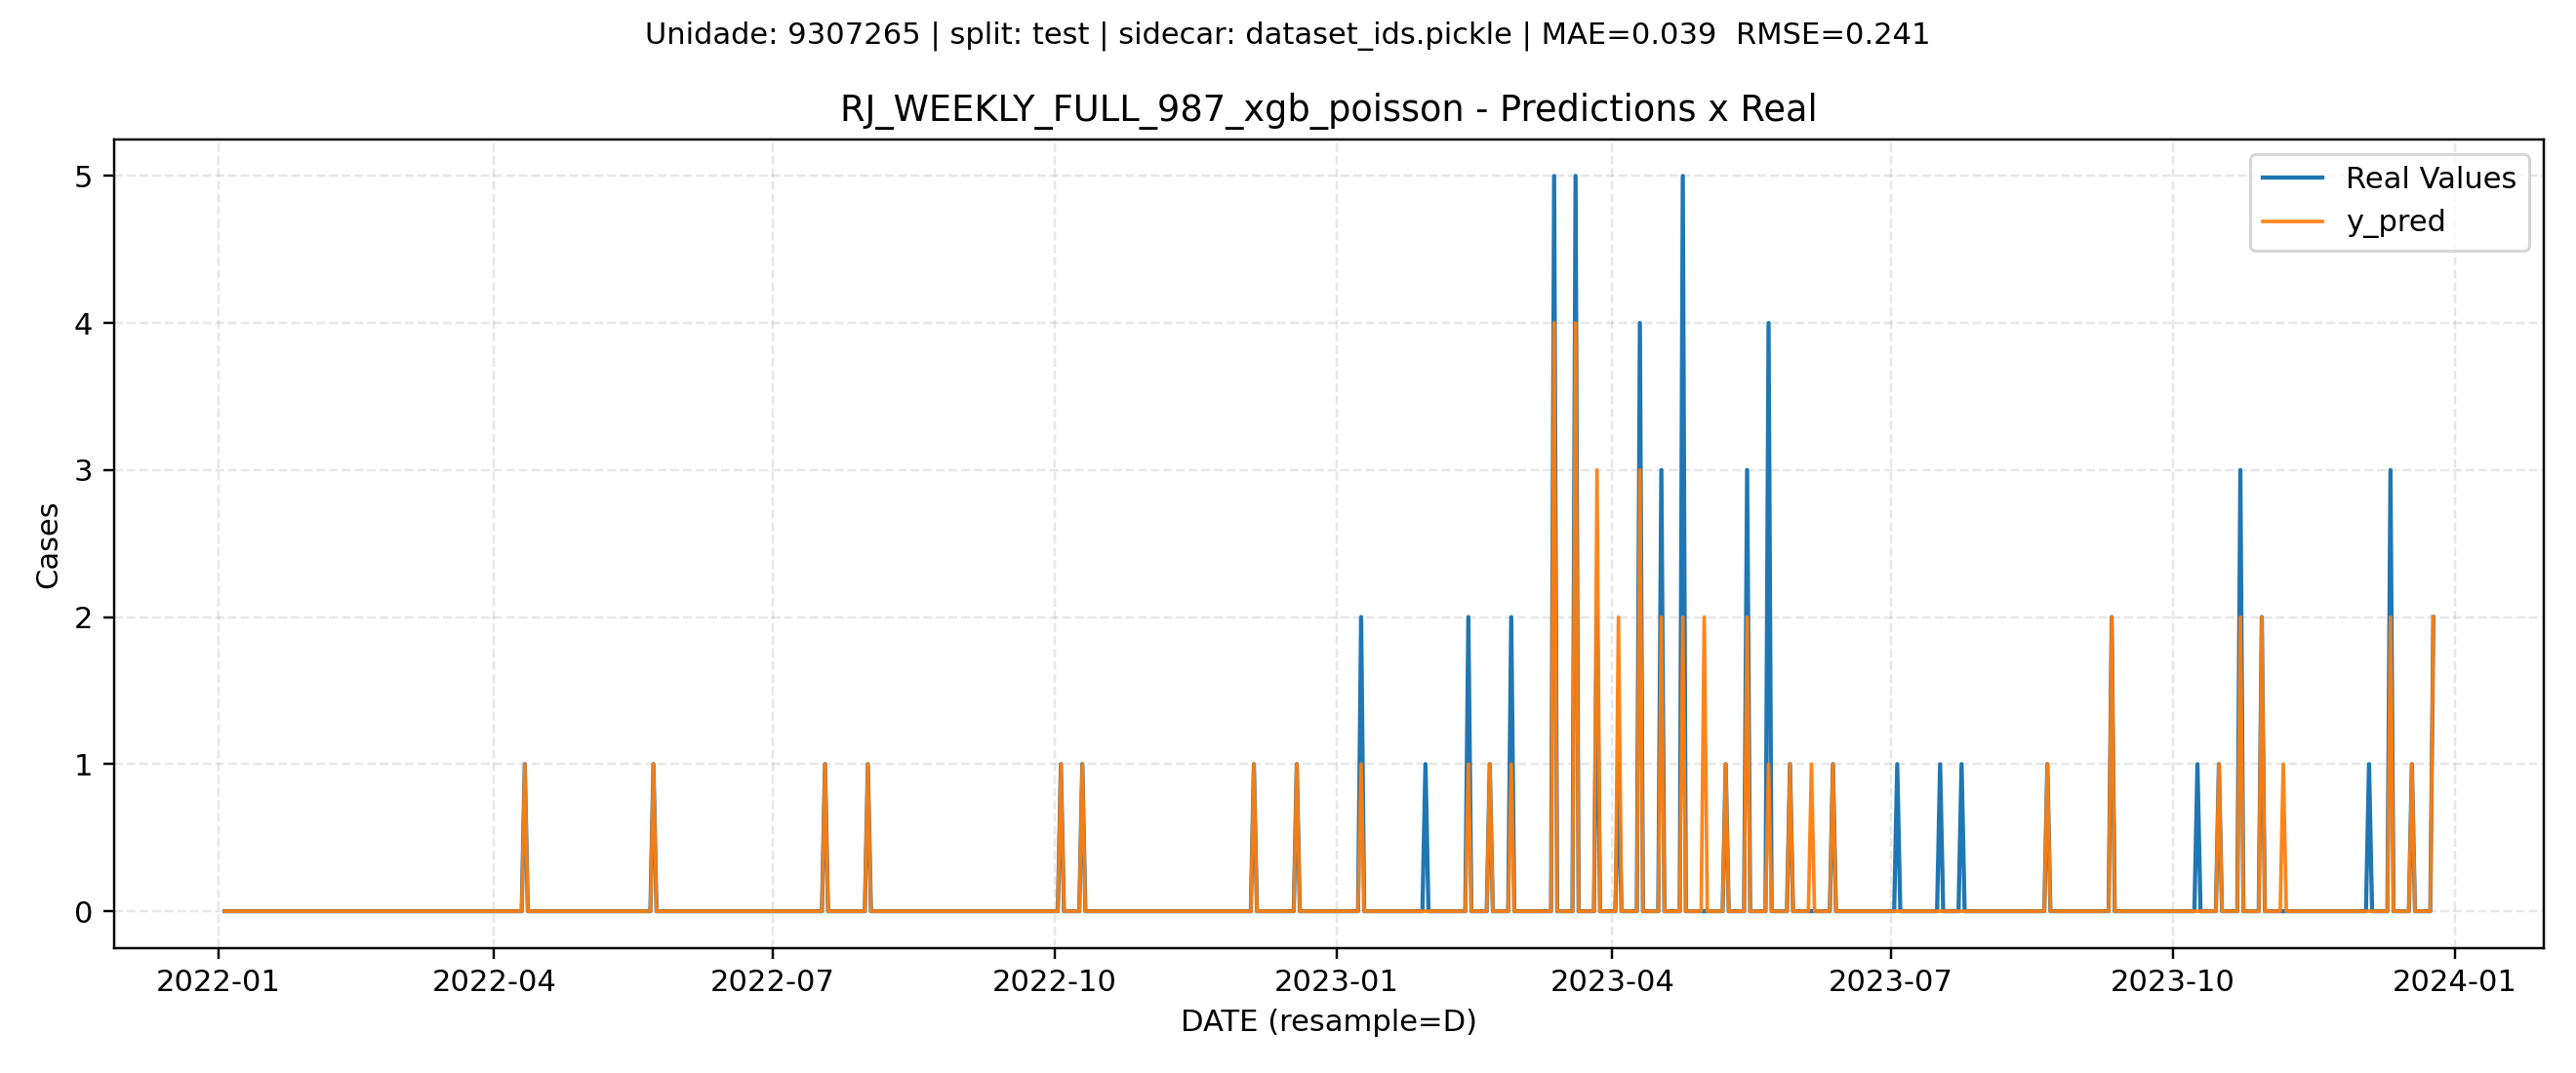 Unidade: 9307265 | split: test | sidecar: dataset_ids.pickle | MAE=0.039  RMSE=0.241
RJ_WEEKLY_FULL_987_xgb_poisson - Predictions x Real
Real Values
y_pred
5
4
3
2
1
0
Cases
2022-01 2022-04 2022-07 2022-10 2023-01 2023-04 2023-07 2023-10 2024-01
DATE (resample=D)